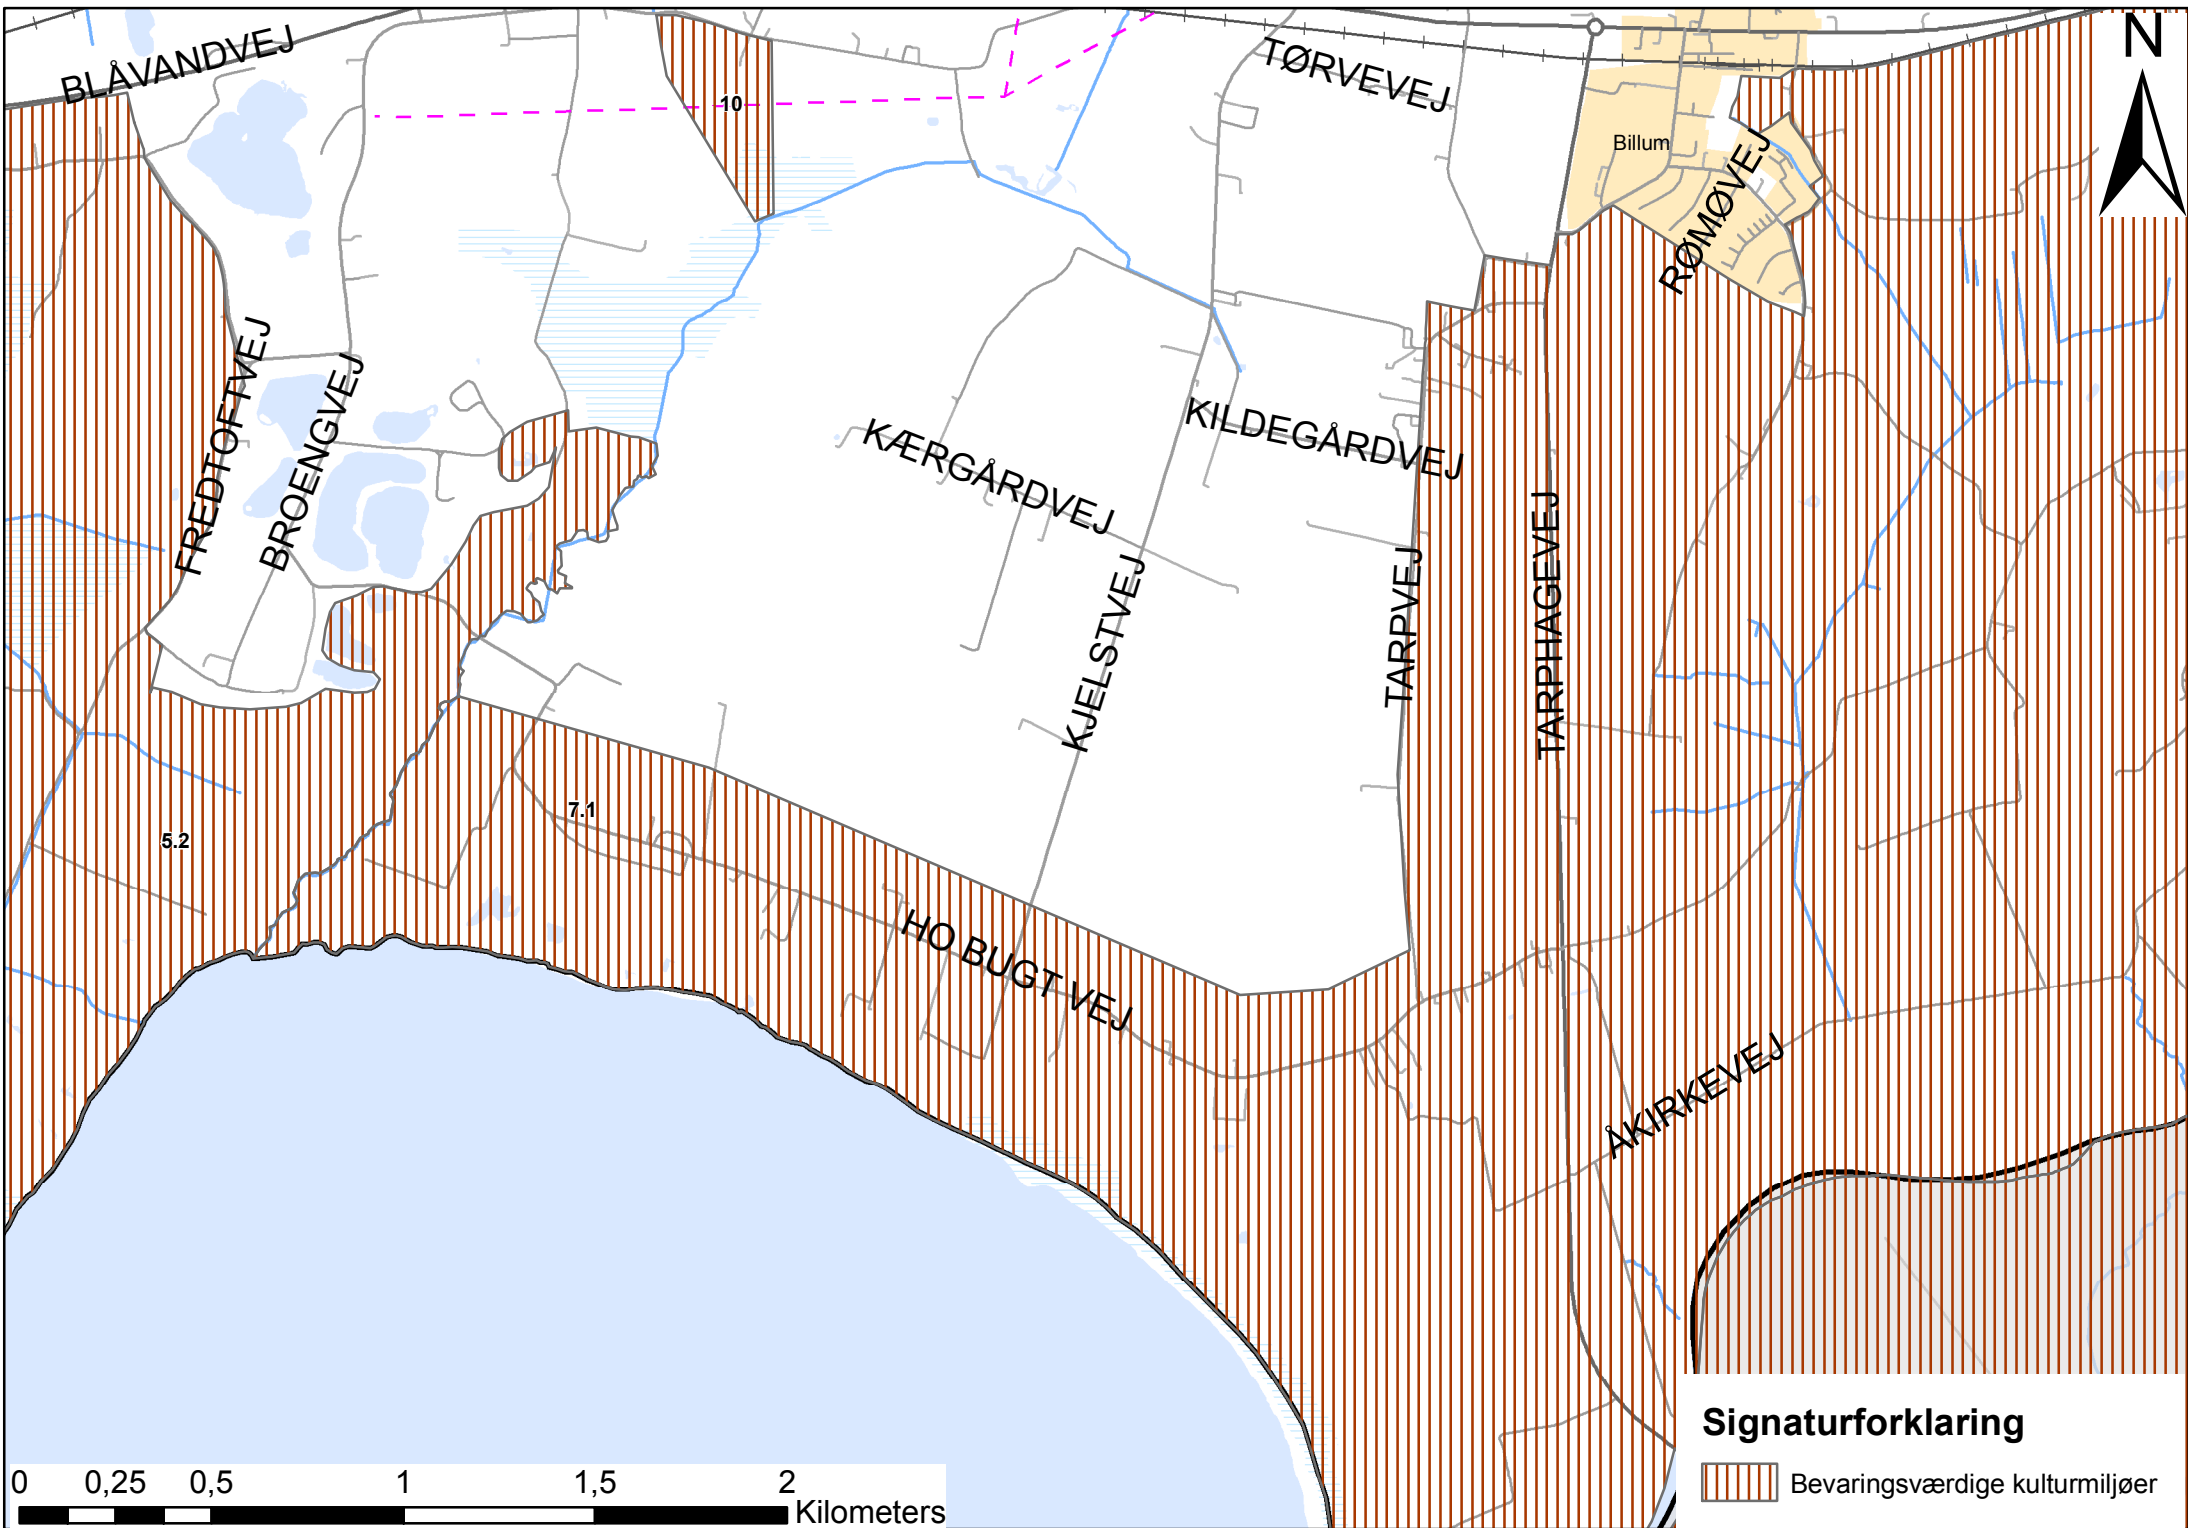 BLÅVANDVEJ
TØRVEVEJ
N
10
Billum
RØMØVEJ
FREDTOFTVEJ
BROENGVEJ
KÆRGÅRDVEJ
KILDEGÅRDVEJ
KJELSTVEJ
TARPVEJ
TARPHAGEVEJ
7.1
5.2
HO BUGT VEJ
ÅKIRKEVEJ
Signaturforklaring
Bevaringsværdige kulturmiljøer
0 0,25 0,5 1 1,5 2
Kilometers